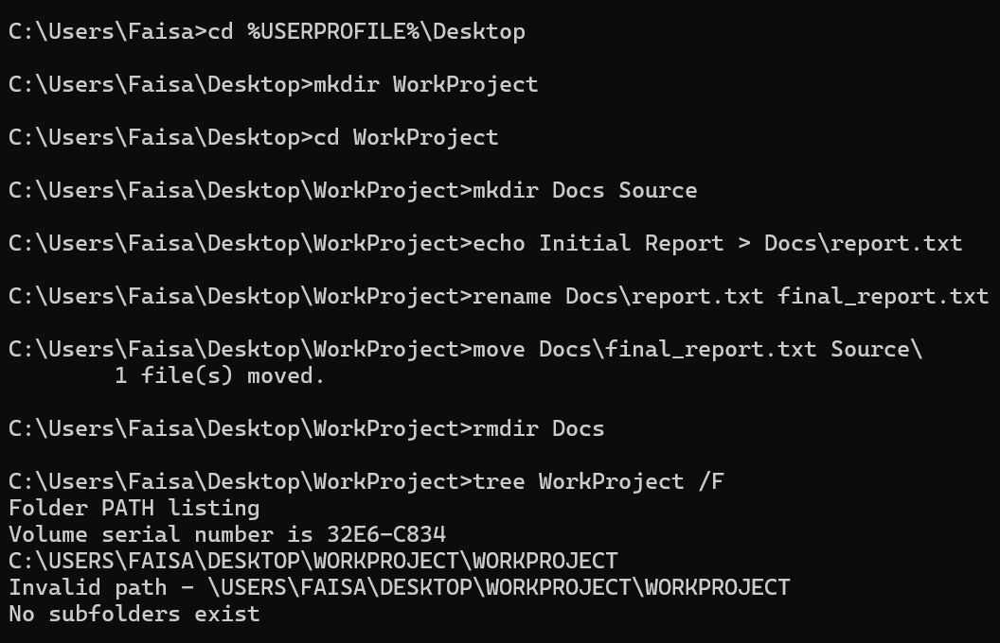 C:\Users\Faisa>cd %USERPROFILE%\Desktop
C:\Users\Faisa\Desktop>mkdir WorkProject
C:\Users\Faisa\Desktop>cd WorkProject
C:\Users\Faisa\Desktop\WorkProject>mkdir Docs Source
C:\Users\Faisa\Desktop\WorkProject>echo Initial Report > Docs\report.txt
C:\Users\Faisa\Desktop\WorkProject>rename Docs\report.txt final_report.txt
C:\Users\Faisa\Desktop\WorkProject>move Docs\final_report.txt Source\
        1 file(s) moved.
C:\Users\Faisa\Desktop\WorkProject>rmdir Docs
C:\Users\Faisa\Desktop\WorkProject>tree WorkProject /F
Folder PATH listing
Volume serial number is 32E6-C834
C:\USERS\FAISA\DESKTOP\WORKPROJECT\WORKPROJECT
Invalid path - \USERS\FAISA\DESKTOP\WORKPROJECT\WORKPROJECT
No subfolders exist